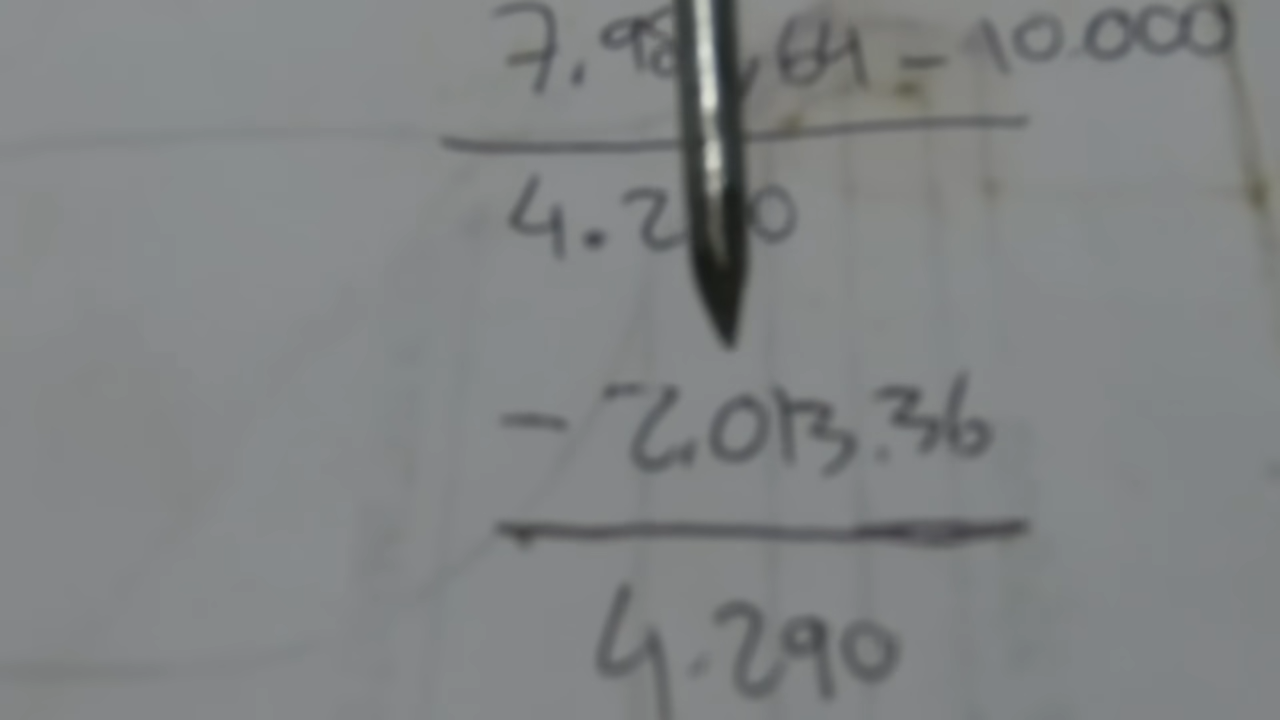 7.98 ,64 - 10.000
4.2 0
- 2.013.36
4.290